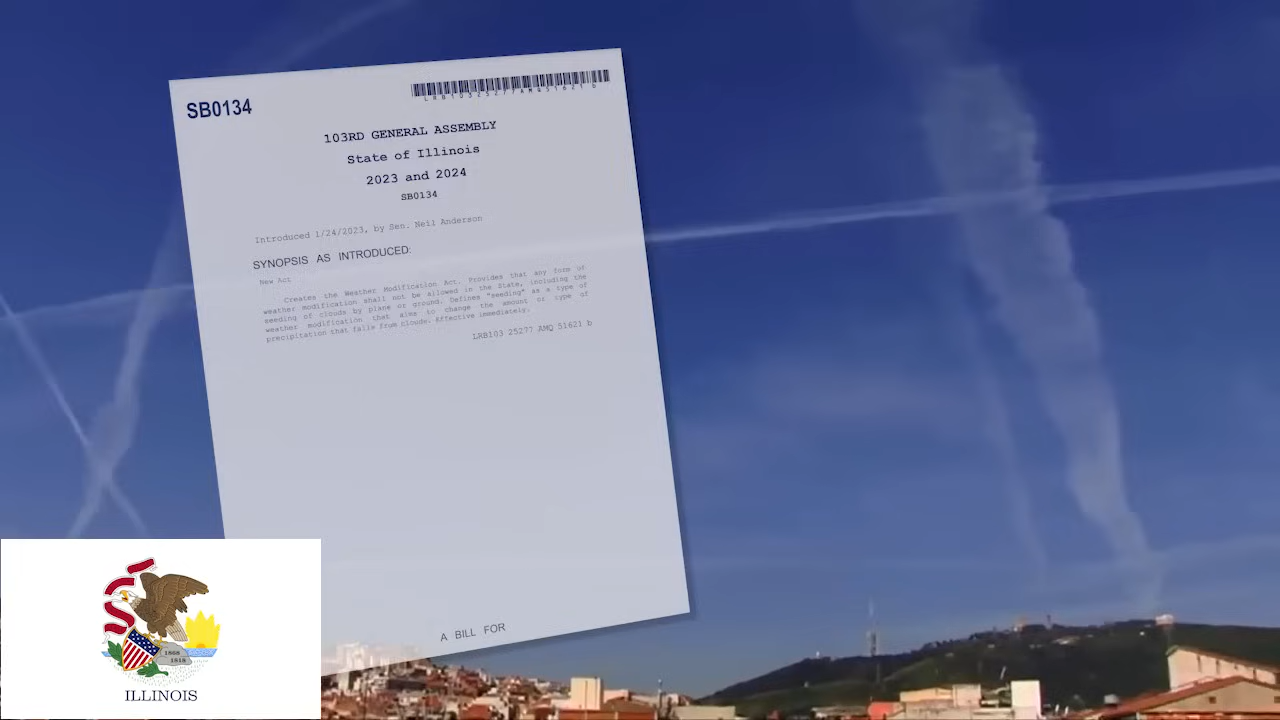 SB0134
LRB10325277AMQ51621 b
103RD GENERAL ASSEMBLY
State of Illinois
2023 and 2024
SB0134
Introduced 1/24/2023, by Sen. Neil Anderson
SYNOPSIS AS INTRODUCED:
New Act
Creates the Weather Modification Act. Provides that any form of
weather modification shall not be allowed in the State, including the
seeding of clouds by plane or ground. Defines "seeding" as a type of
weather modification that aims to change the amount or type of
precipitation that falls from clouds. Effective immediately.
LRB103 25277 AMQ 51621 b
A BILL FOR
1868
1818
ILLINOIS